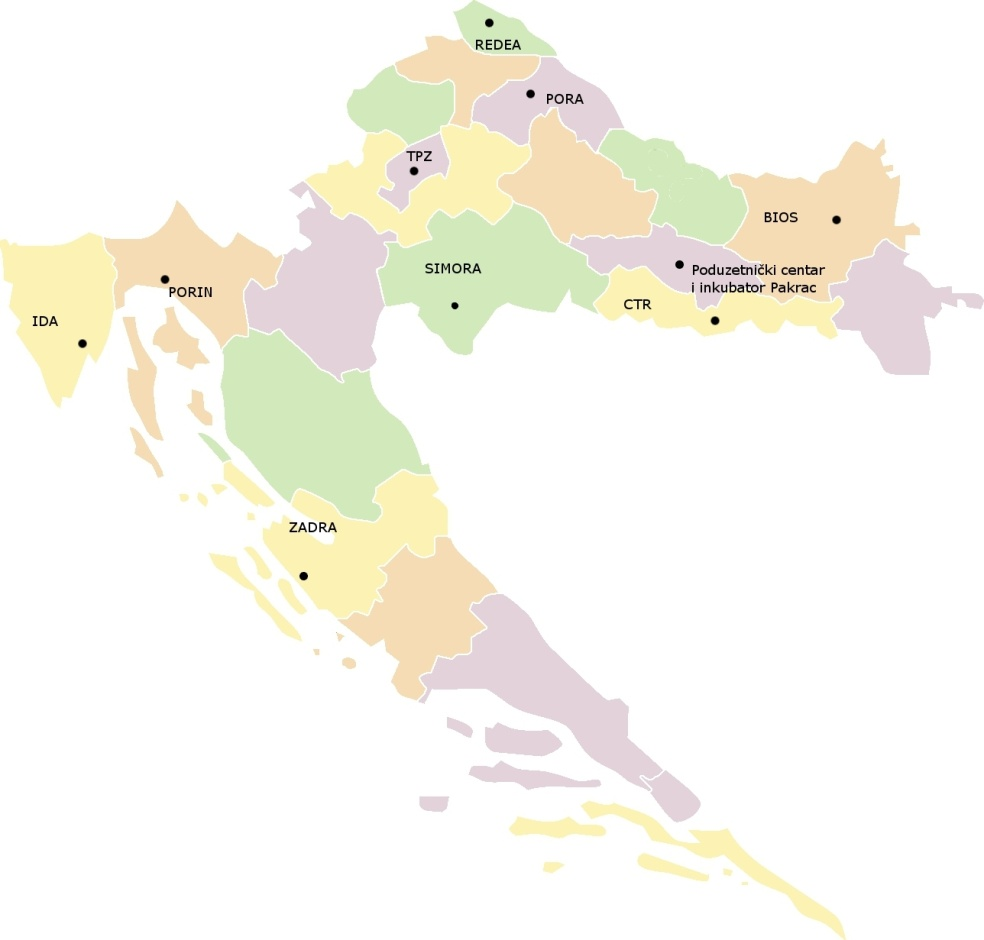 REDEA
PORA
TPZ
BIOS
SIMORA
Poduzetnički centar
i inkubator Pakrac
PORIN
CTR
IDA
ZADRA